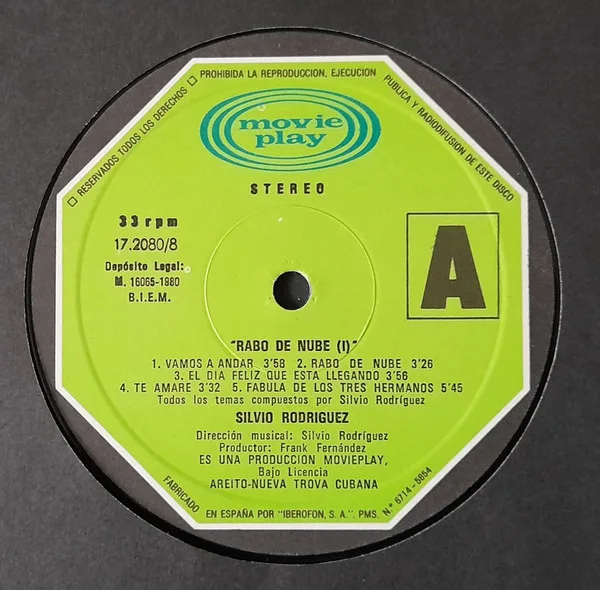 □ RESERVADOS TODOS LOS DERECHOS □ PROHIBIDA LA REPRODUCCION, EJECUCION PUBLICA Y RADIODIFUSION DE ESTE DISCO
movie
play
STEREO
33 rpm
17.2080/8
Depósito Legal:
M. 16065-1980
B.I.E.M.
A
"RABO DE NUBE (I)"
1. VAMOS A ANDAR 3'58 2. RABO DE NUBE 3'26
3. EL DIA FELIZ QUE ESTA LLEGANDO 3'56
4. TE AMARE 3'32 5. FABULA DE LOS TRES HERMANOS 5'45
Todos los temas compuestos por Silvio Rodríguez
SILVIO RODRIGUEZ
Dirección musical: Silvio Rodríguez
Productor: Frank Fernández
ES UNA PRODUCCION MOVIEPLAY,
Bajo Licencia
AREITO-NUEVA TROVA CUBANA
FABRICADO EN ESPAÑA POR "IBEROFON, S.A." PMS. Nº 6714-5654